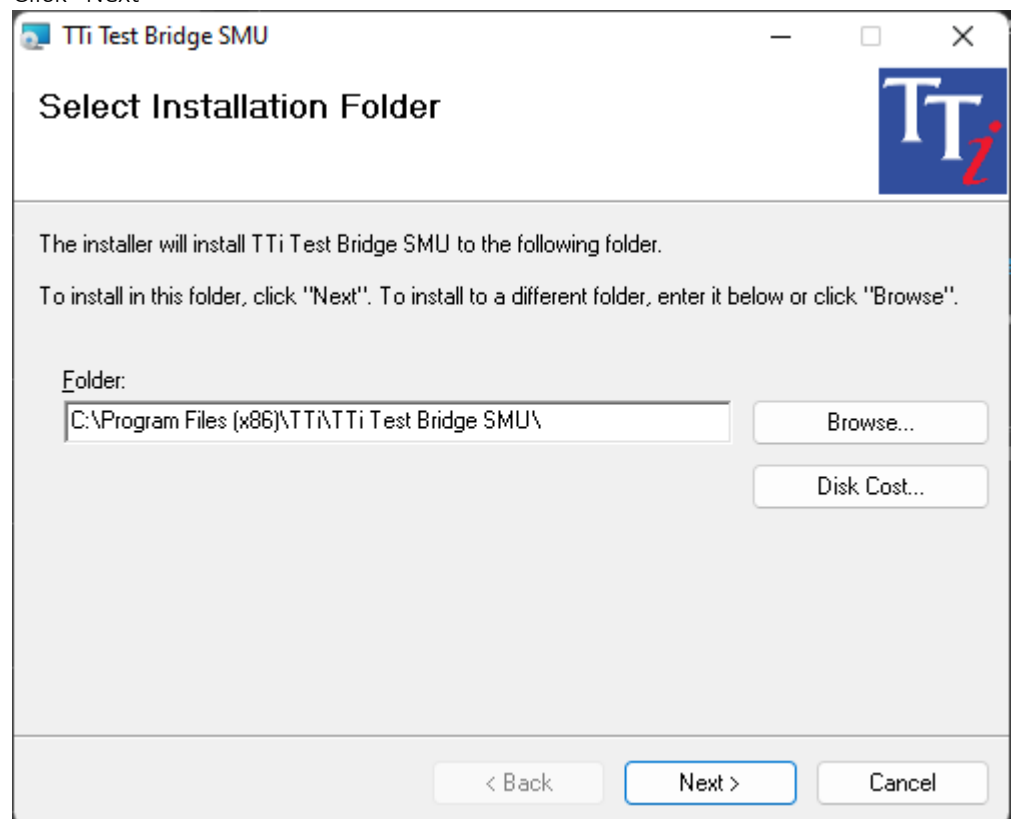 Click "Next"
TTi Test Bridge SMU
Select Installation Folder
TTi
The installer will install TTi Test Bridge SMU to the following folder.
To install in this folder, click "Next". To install to a different folder, enter it below or click "Browse".
Folder:
C:\Program Files (x86)\TTi\TTi Test Bridge SMU\
Browse...
Disk Cost...
< Back
Next >
Cancel